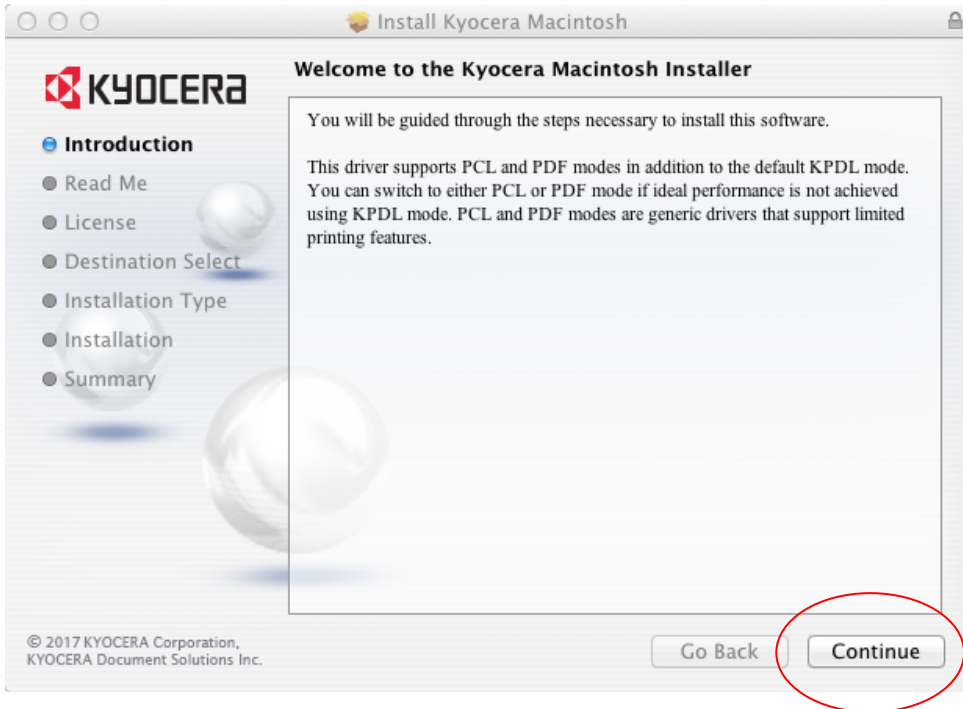 Install Kyocera Macintosh
KYOCERA
Welcome to the Kyocera Macintosh Installer
Introduction
Read Me
License
Destination Select
Installation Type
Installation
Summary
You will be guided through the steps necessary to install this software.
This driver supports PCL and PDF modes in addition to the default KPDL mode.
You can switch to either PCL or PDF mode if ideal performance is not achieved
using KPDL mode. PCL and PDF modes are generic drivers that support limited
printing features.
© 2017 KYOCERA Corporation,
KYOCERA Document Solutions Inc.
Go Back
Continue